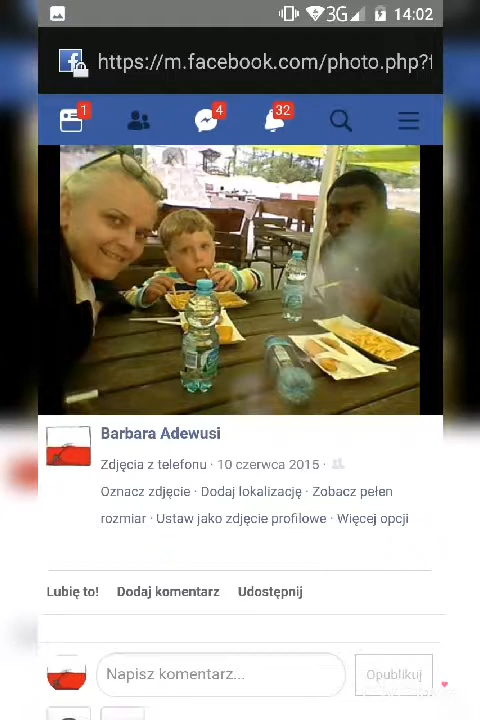 3G 14:02
https://m.facebook.com/photo.php?
1 4 32
Barbara Adewusi
Zdjęcia z telefonu · 10 czerwca 2015 ·
Oznacz zdjęcie · Dodaj lokalizację · Zobacz pełen
rozmiar · Ustaw jako zdjęcie profilowe · Więcej opcji
Lubię to! Dodaj komentarz Udostępnij
Napisz komentarz... Opublikuj